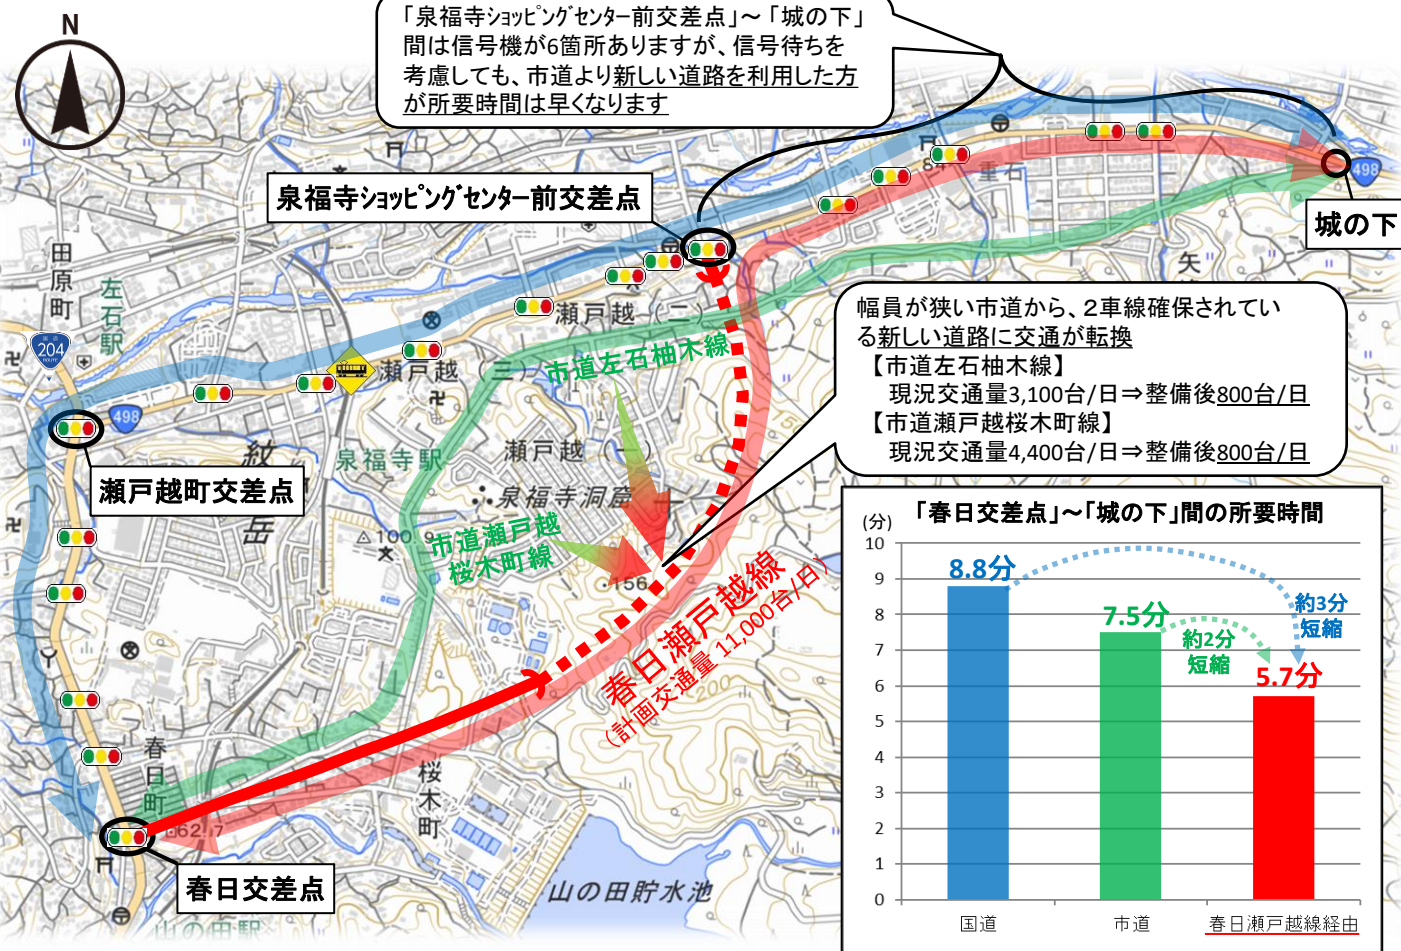 N
「泉福寺ｼｮｯﾋﾟﾝｸﾞｾﾝﾀｰ前交差点」～「城の下」
間は信号機が6箇所ありますが、信号待ちを
考慮しても、市道より新しい道路を利用した方
が所要時間は早くなります
泉福寺ｼｮｯﾋﾟﾝｸﾞｾﾝﾀｰ前交差点
重石
498
城の下
田原町
左石駅
204
瀬戸越(二)
矢
市道左石柚木線
瀬戸越(三)
498
瀬戸越町交差点
紋
岳
泉福寺駅
瀬戸越(一)
泉福寺洞窟
100.9
市道瀬戸越
桜木町線
156
幅員が狭い市道から、２車線確保されてい
る新しい道路に交通が転換
【市道左石柚木線】
現況交通量3,100台/日⇒整備後800台/日
【市道瀬戸越桜木町線】
現況交通量4,400台/日⇒整備後800台/日
春日瀬戸越線
（計画交通量 11,000台/日）
200
春日町
62.7
桜木町
春日交差点
山の田駅
山の田貯水池
「春日交差点」～「城の下」間の所要時間
(分)
10
9
8
7
6
5
4
3
2
1
0
8.8分
7.5分
5.7分
約3分
短縮
約2分
短縮
国道
市道
春日瀬戸越線経由